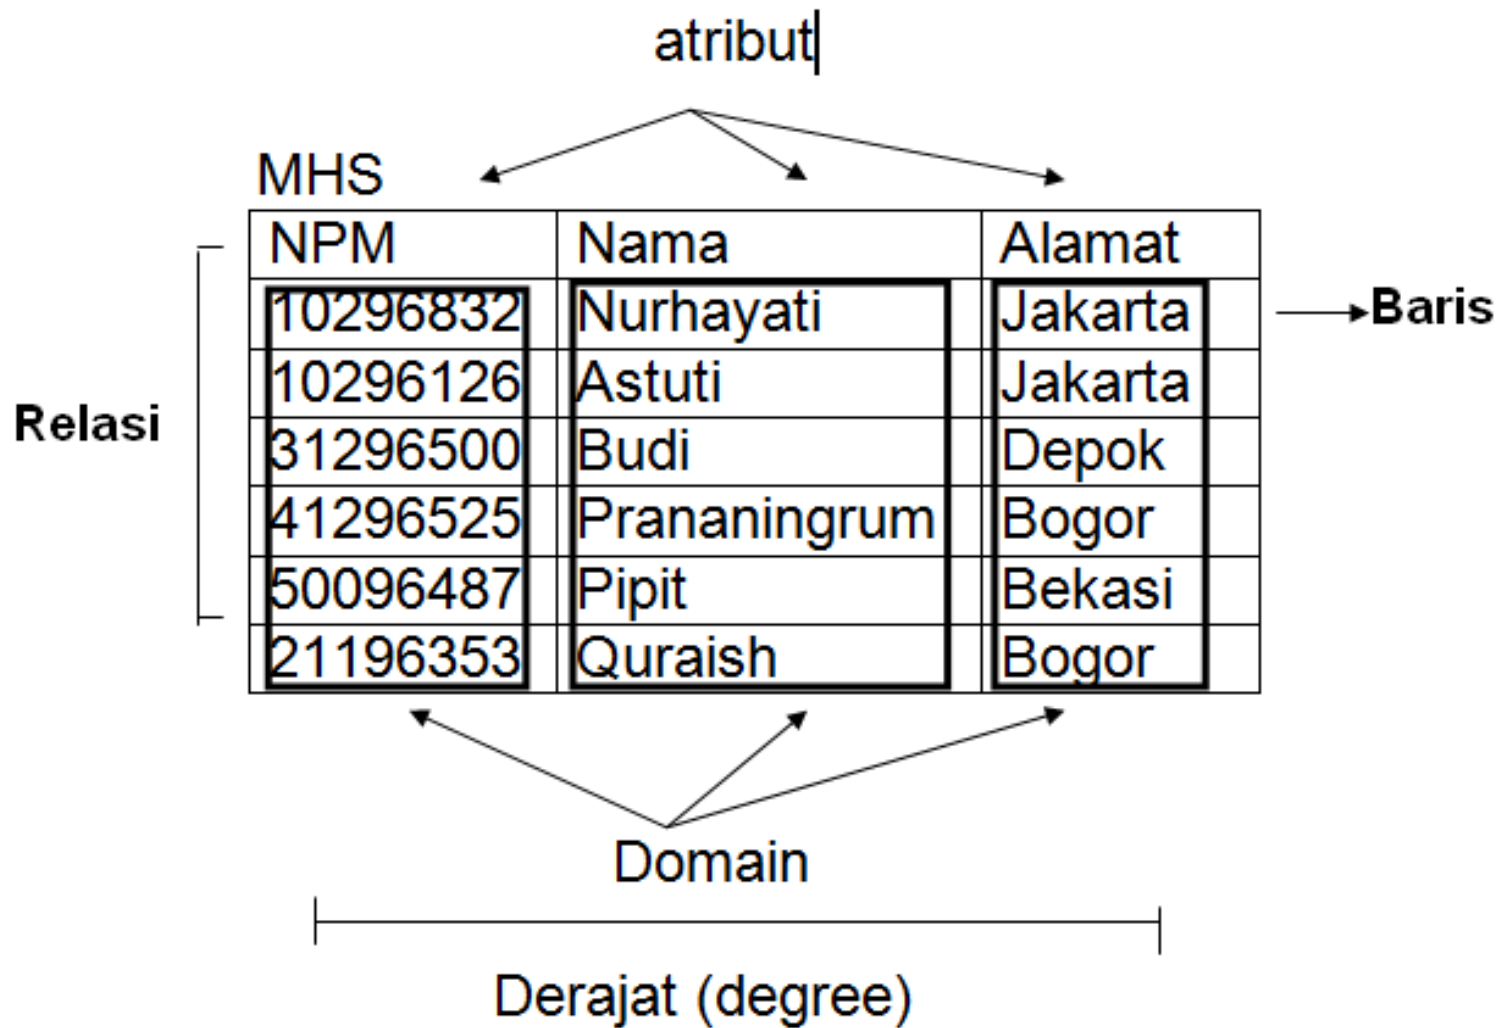 atribut
MHS
NPM Nama Alamat
10296832 Nurhayati Jakarta
Baris
10296126 Astuti Jakarta
Relasi
31296500 Budi Depok
41296525 Prananingrum Bogor
50096487 Pipit Bekasi
21196353 Quraish Bogor
Domain
Derajat (degree)